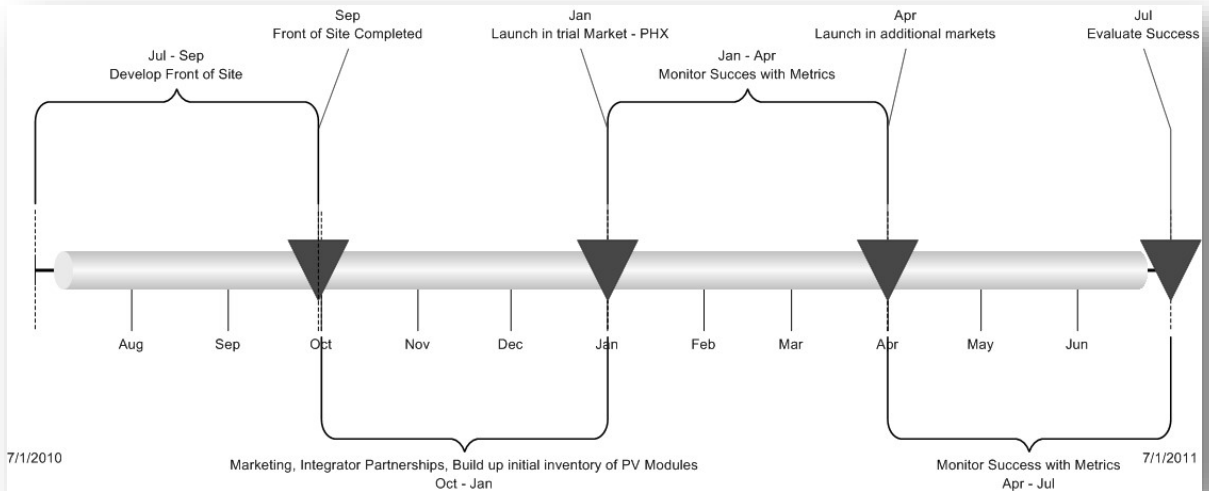 Sep
Front of Site Completed
Jan
Launch in trial Market - PHX
Apr
Launch in additional markets
Jul
Evaluate Success
Jul - Sep
Develop Front of Site
Jan - Apr
Monitor Succes with Metrics
Aug
Sep
Oct
Nov
Dec
Jan
Feb
Mar
Apr
May
Jun
7/1/2010
7/1/2011
Marketing, Integrator Partnerships, Build up initial inventory of PV Modules
Oct - Jan
Monitor Success with Metrics
Apr - Jul